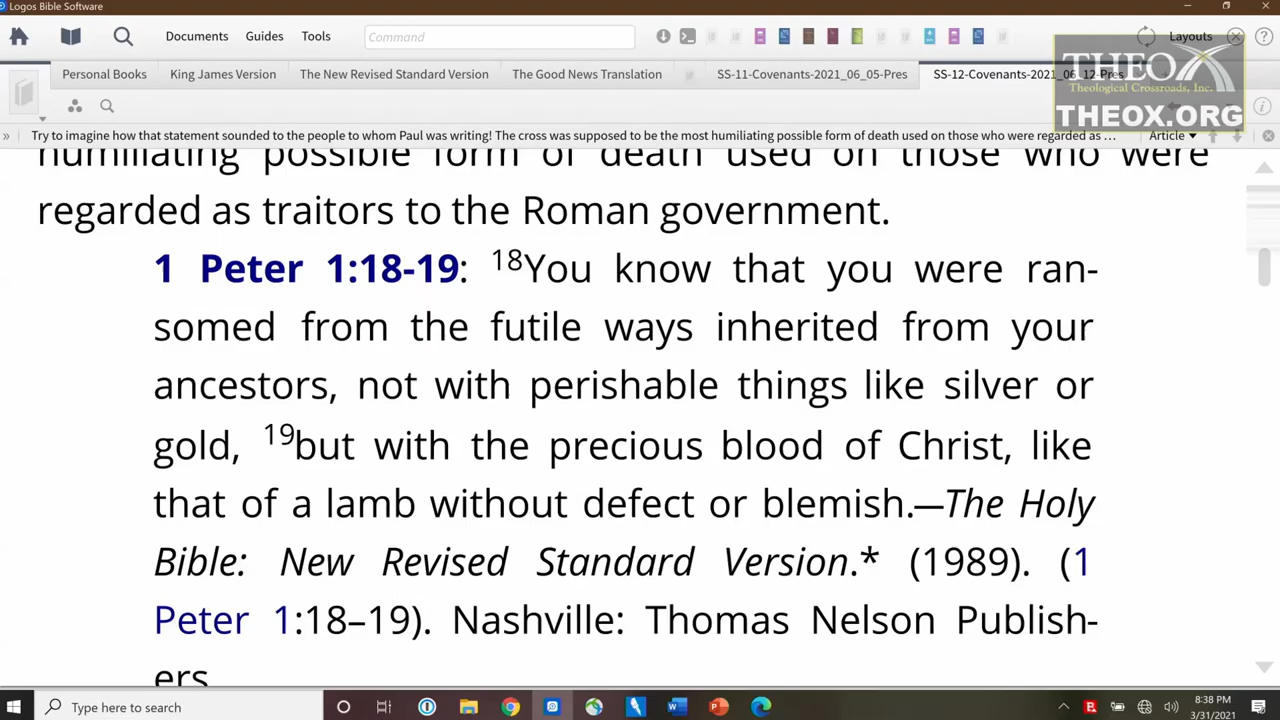 Logos Bible Software
Documents Guides Tools Command Layouts
Personal Books King James Version The New Revised Standard Version The Good News Translation SS-11-Covenants-2021_06_05-Pres SS-12-Covenants-2021_06_12-Pres
THEOX
Theological Crossroads, Inc.
THEOX.ORG
» Try to imagine how that statement sounded to the people to whom Paul was writing! The cross was supposed to be the most humiliating possible form of death used on those who were regarded as … Article
humiliating possible form of death used on those who were
regarded as traitors to the Roman government.
1 Peter 1:18-19: 18You know that you were ran-
somed from the futile ways inherited from your
ancestors, not with perishable things like silver or
gold, 19but with the precious blood of Christ, like
that of a lamb without defect or blemish.—The Holy
Bible: New Revised Standard Version.* (1989). (1
Peter 1:18–19). Nashville: Thomas Nelson Publish-
ers
Type here to search
8:38 PM
3/31/2021